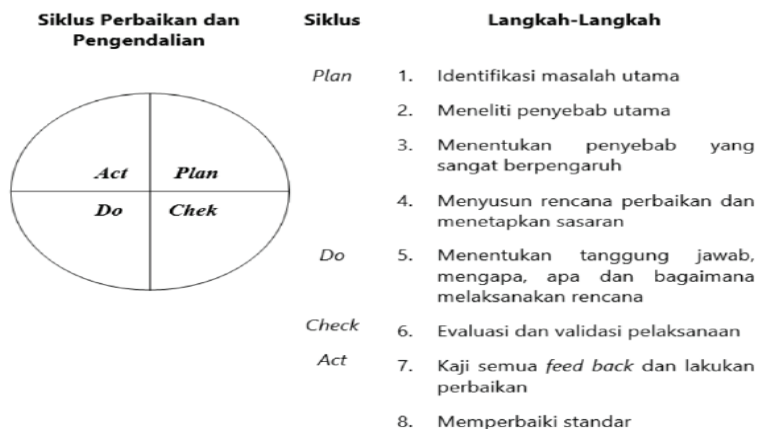 Siklus Perbaikan dan
Pengendalian
Siklus
Langkah-Langkah
Act
Plan
Do
Chek
Plan
1. Identifikasi masalah utama
2. Meneliti penyebab utama
3. Menentukan penyebab yang
sangat berpengaruh
4. Menyusun rencana perbaikan dan
menetapkan sasaran
Do
5. Menentukan tanggung jawab,
mengapa, apa dan bagaimana
melaksanakan rencana
Check
6. Evaluasi dan validasi pelaksanaan
Act
7. Kaji semua feed back dan lakukan
perbaikan
8. Memperbaiki standar